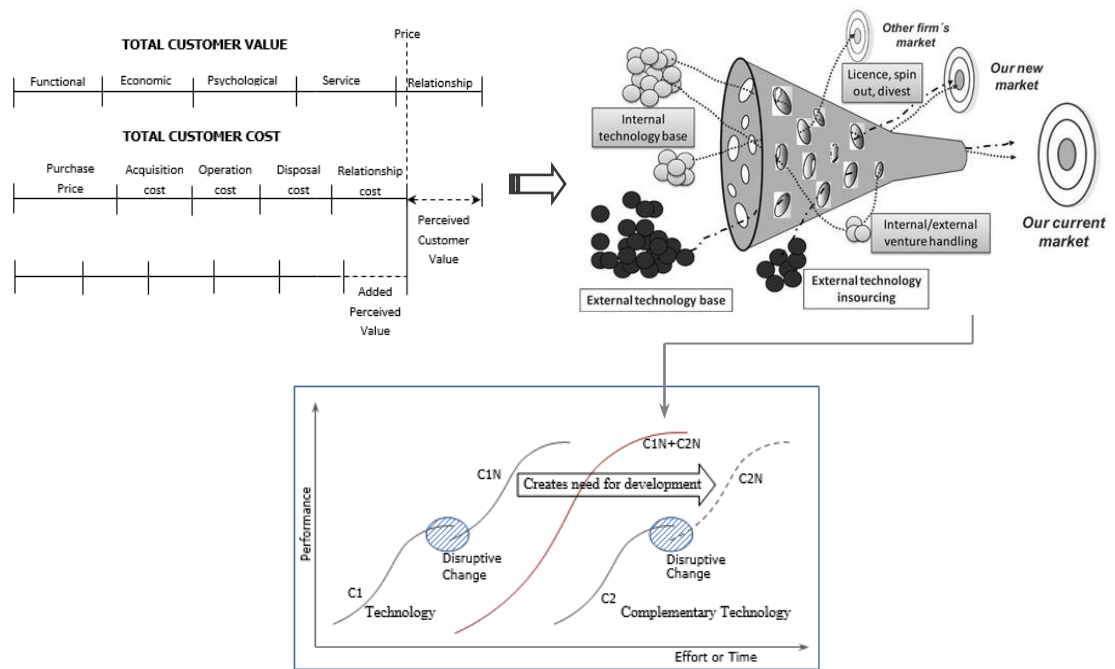 Price
TOTAL CUSTOMER VALUE
Functional Economic Psychological Service Relationship
TOTAL CUSTOMER COST
Purchase
Price
Acquisition
cost
Operation
cost
Disposal
cost
Relationship
cost
Perceived
Customer
Value
Added
Perceived
Value
Other firm´s
market
Licence, spin
out, divest
Our new
market
Internal
technology base
Our current
market
Internal/external
venture handling
External technology base
External technology
insourcing
Performance
C1N
C1N+C2N
Creates need for development
C2N
Disruptive
Change
Disruptive
Change
C1
Technology
C2
Complementary Technology
Effort or Time